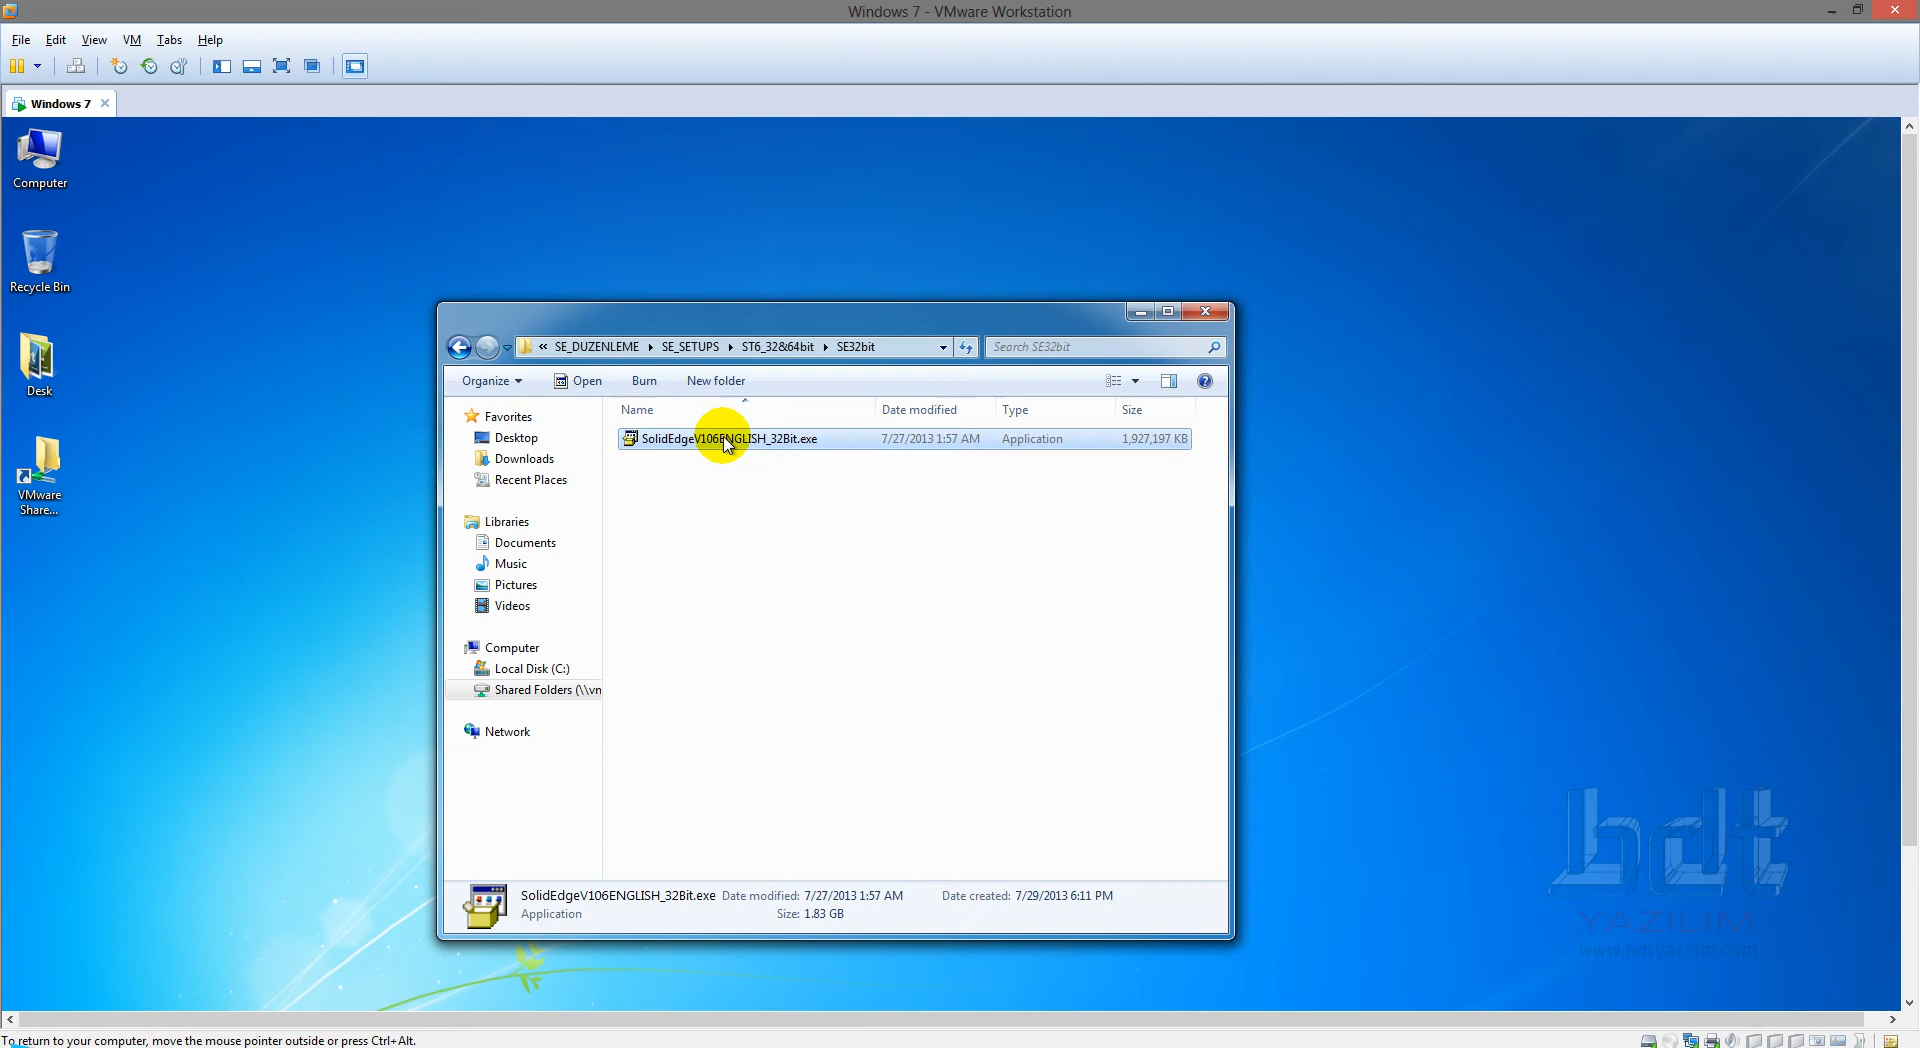 Windows 7 - VMware Workstation
File Edit View VM Tabs Help
Windows 7
Computer
Recycle Bin
Desk
VMware
Share...
« SE_DUZENLEME SE_SETUPS ST6_32&64bit SE32bit
Search SE32bit
Organize Open Burn New folder
Name Date modified Type Size
SolidEdgeV106ENGLISH_32Bit.exe 7/27/2013 1:57 AM Application 1,927,197 KB
Favorites
Desktop
Downloads
Recent Places
Libraries
Documents
Music
Pictures
Videos
Computer
Local Disk (C:)
Shared Folders (\\vn
Network
SolidEdgeV106ENGLISH_32Bit.exe Date modified: 7/27/2013 1:57 AM Date created: 7/29/2013 6:11 PM
Application Size: 1.83 GB
bdt
YAZILIM
www.bdtyazilim.com
To return to your computer, move the mouse pointer outside or press Ctrl+Alt.